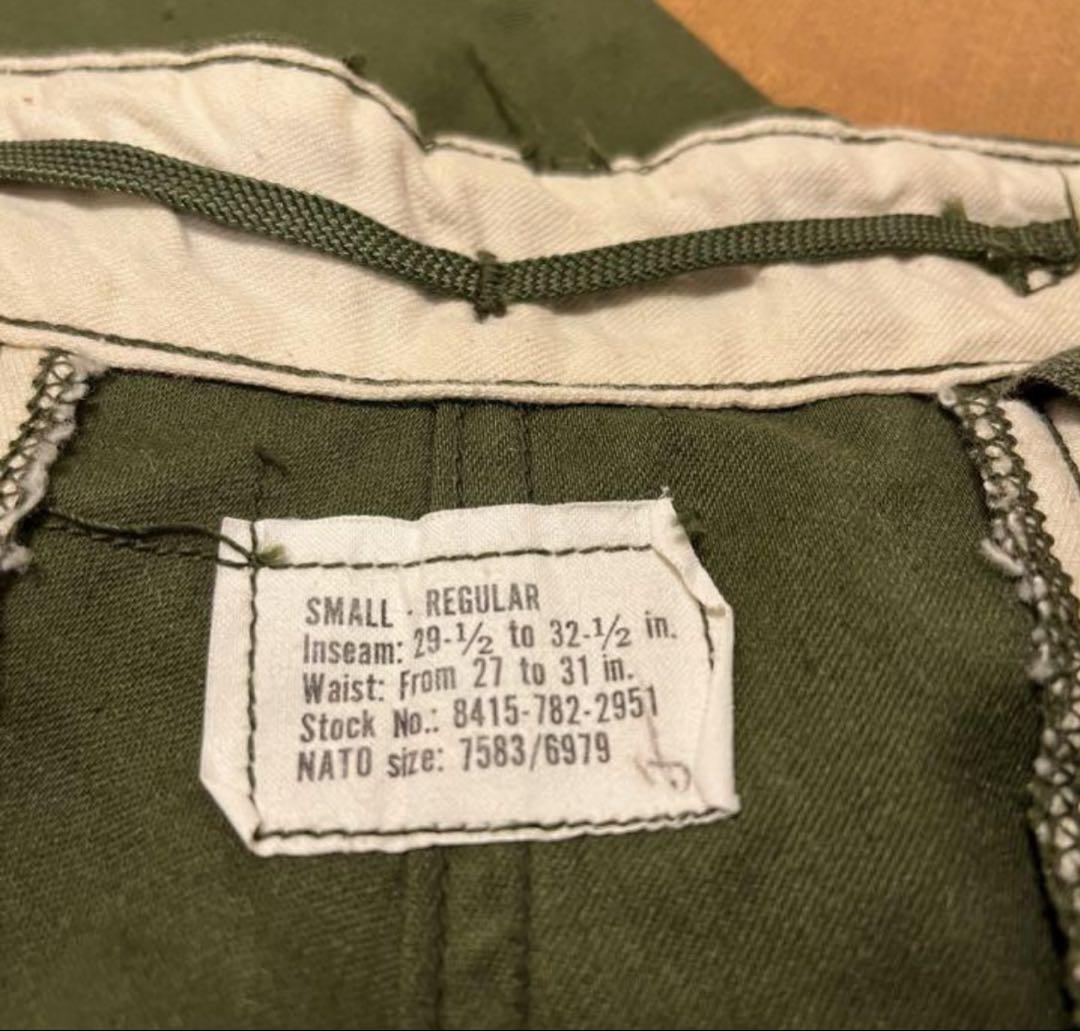 SMALL - REGULAR
Inseam: 29-1/2 to 32-1/2 in.
Waist: From 27 to 31 in.
Stock No.: 8415-782-2951
NATO size: 7583/6979